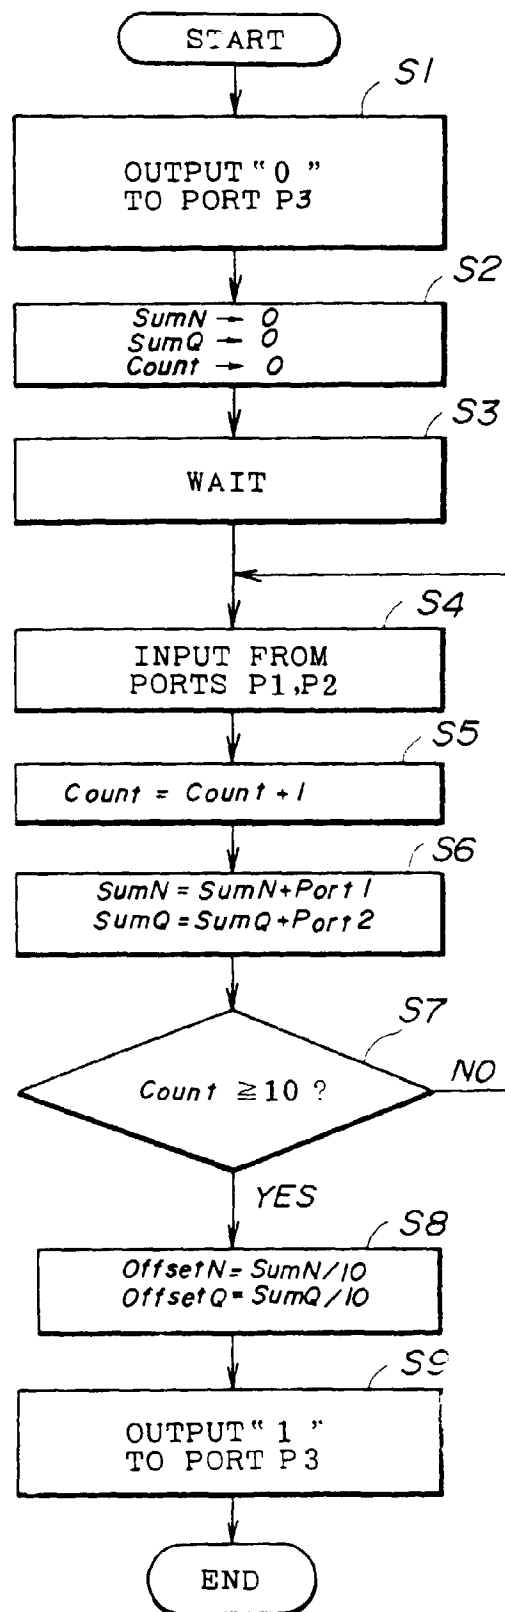 START
S1
OUTPUT "0"
TO PORT P3
S2
SumN → 0
SumQ → 0
Count → 0
S3
WAIT
S4
INPUT FROM
PORTS P1,P2
S5
Count = Count + 1
S6
SumN = SumN+Port 1
SumQ = SumQ+Port 2
S7
Count ≧ 10 ?
NO
YES
S8
OffsetN = SumN/10
OffsetQ = SumQ/10
S9
OUTPUT "1"
TO PORT P3
END